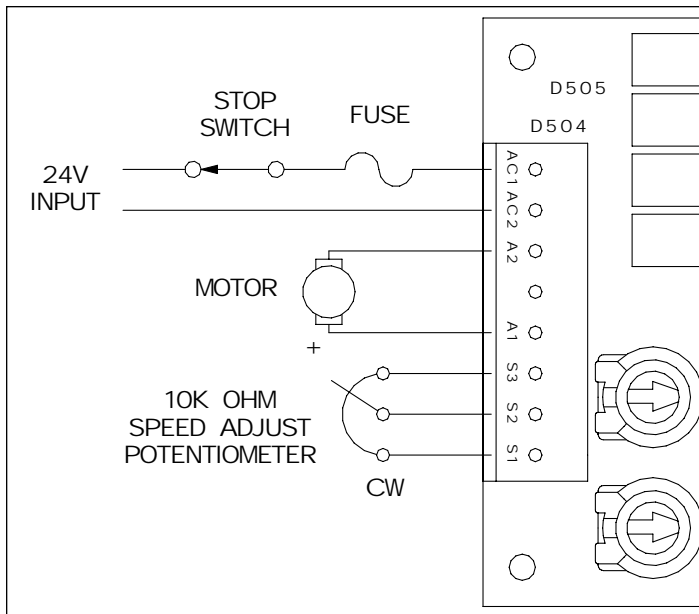 D505
D504
STOP
SWITCH
FUSE
24V
INPUT
AC1
AC2
A2
MOTOR
A1
+
S3
10K OHM
SPEED ADJUST
POTENTIOMETER
S2
S1
CW